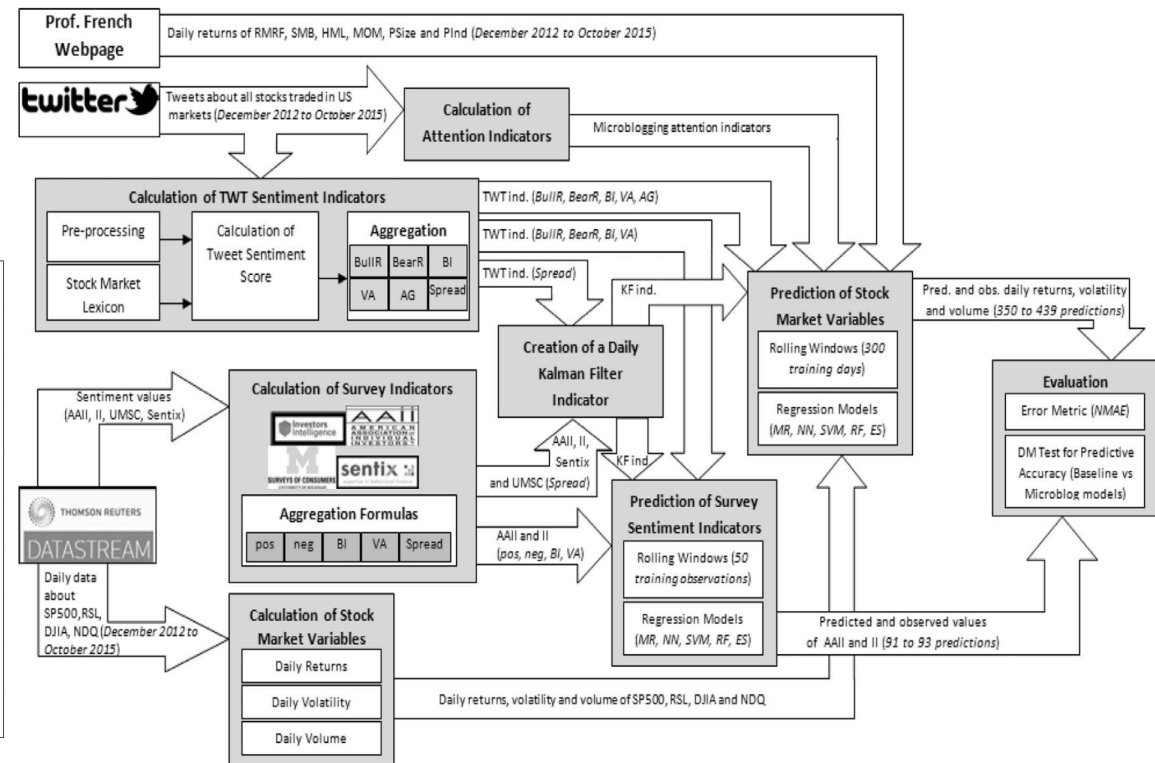 Prof. French
Webpage
Daily returns of RMRF, SMB, HML, MOM, PSize and PInd (December 2012 to October 2015)
twitter
Tweets about all stocks traded in US
markets (December 2012 to October 2015)
Calculation of
Attention Indicators
Microblogging attention indicators
Calculation of TWT Sentiment Indicators
Pre-processing
Stock Market
Lexicon
Calculation of
Tweet Sentiment
Score
Aggregation
BullR BearR BI
VA AG Spread
TWT ind. (BullR, BearR, BI, VA, AG)
TWT ind. (BullR, BearR, BI, VA)
TWT ind. (Spread)
KF ind.
Prediction of Stock
Market Variables
Rolling Windows (300
training days)
Regression Models
(MR, NN, SVM, RF, ES)
Pred. and obs. daily returns, volatility
and volume (350 to 439 predictions)
Creation of a Daily
Kalman Filter
Indicator
Evaluation
Error Metric (NMAE)
DM Test for Predictive
Accuracy (Baseline vs
Microblog models)
Sentiment values
(AAII, II, UMSC, Sentix)
Calculation of Survey Indicators
Investors
Intelligence
AAII
AMERICAN
ASSOCIATION of
INDIVIDUAL
INVESTORS
M
SURVEYS OF CONSUMERS
UNIVERSITY OF MICHIGAN
sentix
expertise in behavioral finance
Aggregation Formulas
pos neg BI VA Spread
AAII, II,
Sentix
and UMSC (Spread)
KF ind.
AAII and II
(pos, neg, BI, VA)
Prediction of Survey
Sentiment Indicators
Rolling Windows (50
training observations)
Regression Models
(MR, NN, SVM, RF, ES)
Predicted and observed values
of AAII and II (91 to 93 predictions)
THOMSON REUTERS
DATASTREAM
Daily data
about
SP500,RSL,
DJIA, NDQ (December 2012 to
October 2015)
Calculation of Stock
Market Variables
Daily Returns
Daily Volatility
Daily Volume
Daily returns, volatility and volume of SP500, RSL, DJIA and NDQ